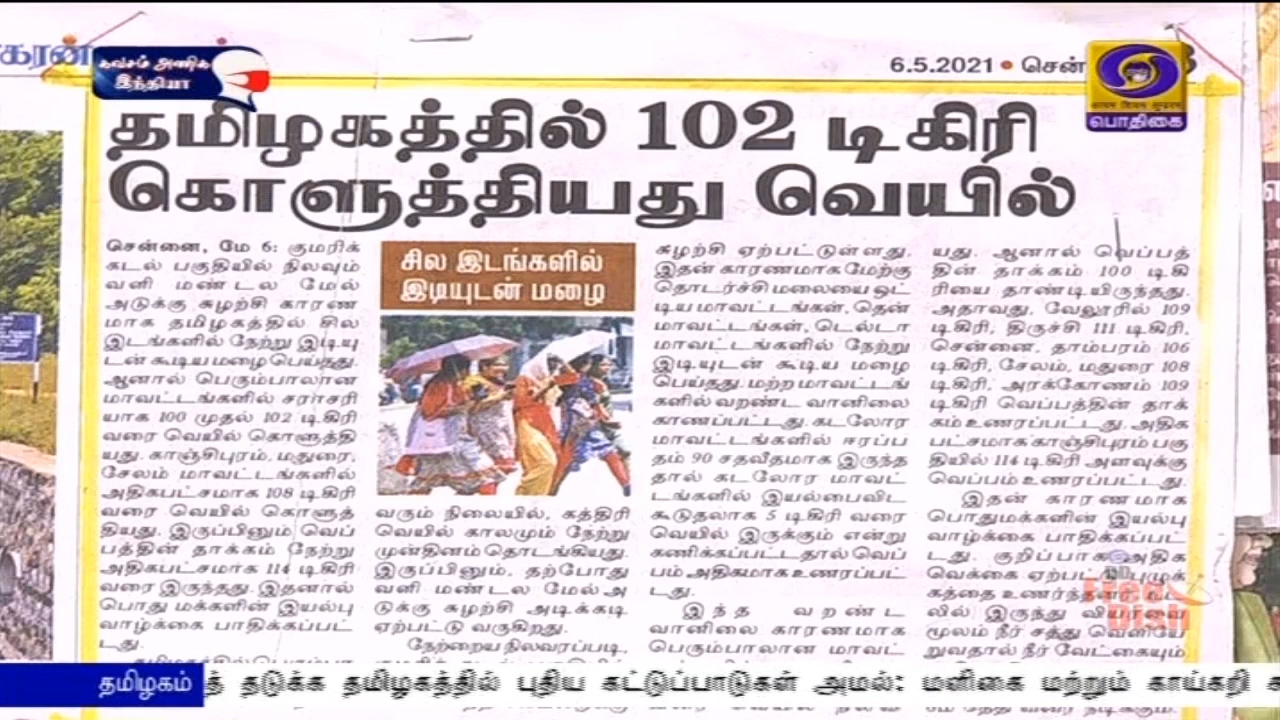 கரன்
கவசம் அணிக
இந்தியா
6.5.2021 • சென்
பொதிகை
தமிழகத்தில் 102 டிகிரி
கொளுத்தியது வெயில்
சென்னை, மே 6: குமரிக்
கடல் பகுதியில் நிலவும்
வளி மண்டல மேல்
அடுக்கு சுழற்சி காரண
மாக தமிழகத்தில் சில
இடங்களில் நேற்று இடியு
டன் கூடிய மழை பெய்தது.
ஆனால் பெரும்பாலான
மாவட்டங்களில் சராசரி
யாக 100 முதல் 102 டிகிரி
வரை வெயில் கொளுத்தி
யது. காஞ்சிபுரம், மதுரை,
சேலம் மாவட்டங்களில்
அதிகபட்சமாக 108 டிகிரி
வரை வெயில் கொளுத்
தியது. இருப்பினும் வெப்
பத்தின் தாக்கம் நேற்று
அதிகபட்சமாக 114 டிகிரி
வரை இருந்தது. இதனால்
பொது மக்களின் இயல்பு
வாழ்க்கை பாதிக்கப்பட்
டது.
சில இடங்களில்
இடியுடன் மழை
வரும் நிலையில், கத்திரி
வெயில் காலமும் நேற்று
முன்தினம் தொடங்கியது.
இருப்பினும், தற்போது
வளி மண்டல மேல் அ
டுக்கு சுழற்சி அடிக்கடி
ஏற்பட்டு வருகிறது.
நேற்றைய நிலவரப்படி,
சுழற்சி ஏற்பட்டுள்ளது.
இதன் காரணமாக மேற்கு
தொடர்ச்சி மலையை ஒட்
டிய மாவட்டங்கள், தென்
மாவட்டங்கள், டெல்டா
மாவட்டங்களில் நேற்று
இடியுடன் கூடிய மழை
பெய்தது. மற்ற மாவட்டங்
களில் வறண்ட வானிலை
காணப்பட்டது. கடலோர
மாவட்டங்களில் ஈரப்ப
தம் 90 சதவீதமாக இருந்த
தால் கடலோர மாவட்
டங்களில் இயல்பைவிட
கூடுதலாக 5 டிகிரி வரை
வெயில் இருக்கும் என்று
கணிக்கப்பட்டதால் வெப்
பம் அதிகமாக உணரப்பட்
டது.
இந்த வறண்ட
வானிலை காரணமாக
பெரும்பாலான மாவட்
யது. ஆனால் வெப்பத்
தின் தாக்கம் 100 டிகி
ரியை தாண்டியிருந்தது.
அதாவது, வேலூரில் 109
டிகிரி, திருச்சி 111 டிகிரி,
சென்னை, தாம்பரம் 106
டிகிரி, சேலம், மதுரை 108
டிகிரி, அரக்கோணம் 109
டிகிரி வெப்பத்தின் தாக்
கம் உணரப்பட்டது. அதிக
பட்சமாக காஞ்சிபுரம் பகு
தியில் 114 டிகிரி அளவுக்கு
வெப்பம் உணரப்பட்டது.
இதன் காரணமாக
பொதுமக்களின் இயல்பு
வாழ்க்கை பாதிக்கப்பட்
டது. குறிப்பாக அதிக
வெக்கை ஏற்பட்டு புழுக்
கத்தை உணர்ந்தனர்
லில் இருந்து
மூலம் நீர் சத்து வெளியே
றுவதால் நீர் வேட்கையும்
Free Dish
தமிழகம் த் தடுக்க தமிழகத்தில் புதிய கட்டுப்பாடுகள் அமல்: மளிகை மற்றும் காய்கறி க